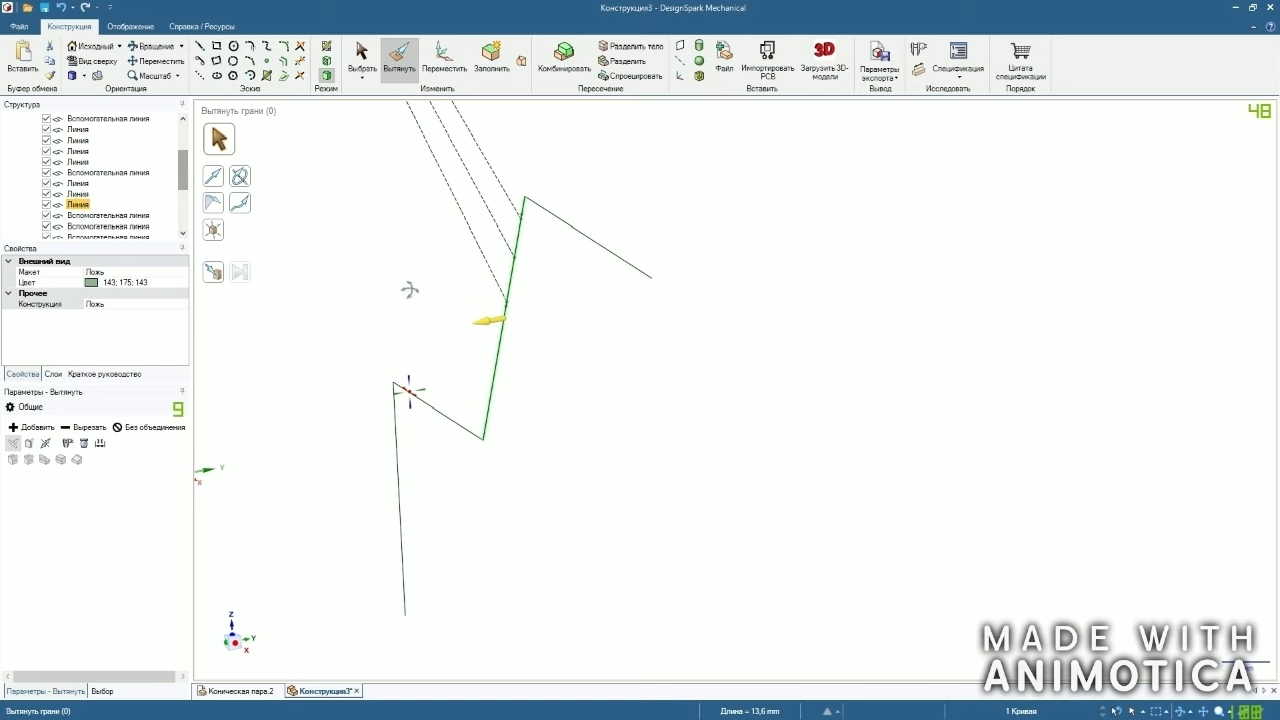 Конструкция3 - DesignSpark Mechanical
Файл Конструкция Отображение Справка / Ресурсы
Вставить
Исходный Вращение
Вид сверху Переместить
Масштаб
Выбрать Вытянуть Переместить Заполнить
Комбинировать
Разделить тело
Разделить
Спроецировать
Файл Импортировать PCB Загрузить 3D-модели
3D
Параметры экспорта Спецификация Цитата спецификации
Буфер обмена Ориентация Эскиз Режим Изменить Пересечение Вставить Вывод Исследовать Порядок
Структура
Вспомогательная линия
Линия
Линия
Линия
Линия
Вспомогательная линия
Линия
Линия
Линия
Вспомогательная линия
Вспомогательная линия
Вспомогательная линия
Свойства
Внешний вид
Макет Ложь
Цвет 143; 175; 143
Прочее
Конструкция Ложь
Свойства Слои Краткое руководство
Параметры - Вытянуть
Общие
9
Добавить Вырезать Без объединения
Параметры - Вытянуть Выбор
Вытянуть грани (0)
48
Y
X
Z
Y
X
MADE WITH
ANIMOTICA
Коническая пара.2 Конструкция3*
Вытянуть грани (0) Длина = 13,6 mm 1 Кривая